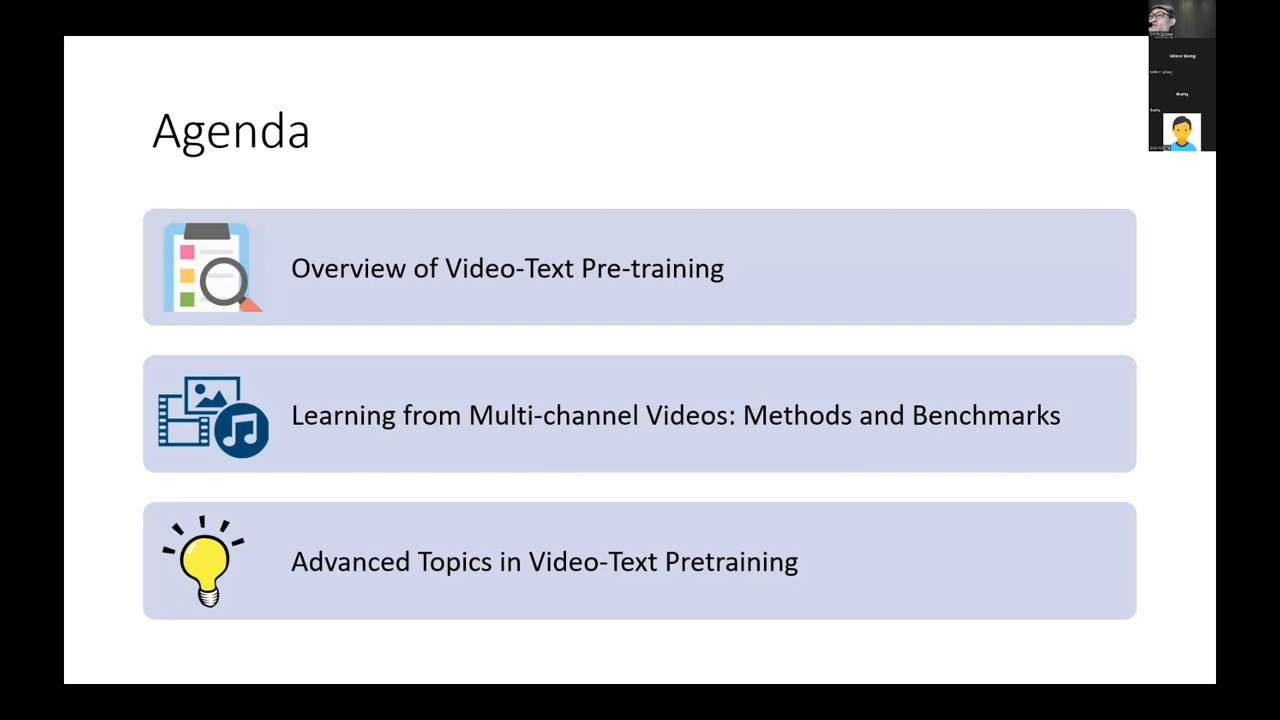 Agenda
Overview of Video-Text Pre-training
Learning from Multi-channel Videos: Methods and Benchmarks
Advanced Topics in Video-Text Pretraining